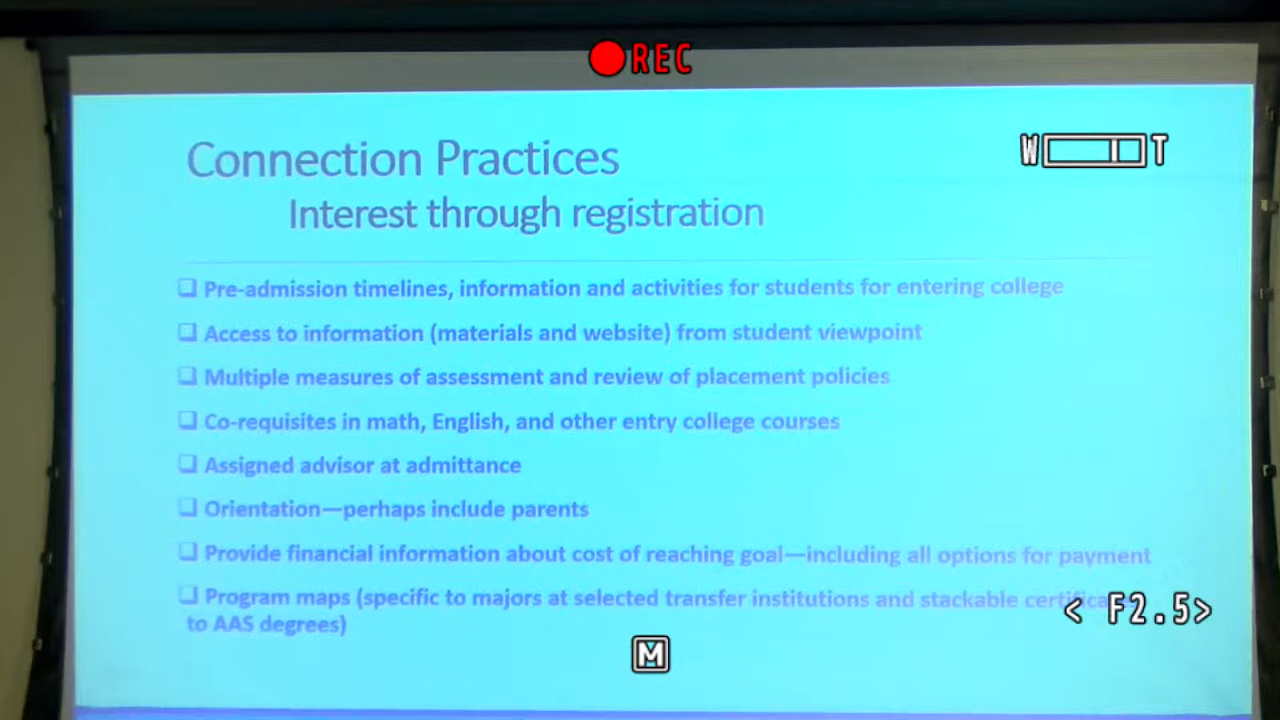 REC
Connection Practices
W T
Interest through registration
❑ Pre-admission timelines, information and activities for students for entering college
❑ Access to information (materials and website) from student viewpoint
❑ Multiple measures of assessment and review of placement policies
❑ Co-requisites in math, English, and other entry college courses
❑ Assigned advisor at admittance
❑ Orientation—perhaps include parents
❑ Provide financial information about cost of reaching goal—including all options for payment
❑ Program maps (specific to majors at selected transfer institutions and stackable
< F2.5>
to AAS degrees)
M